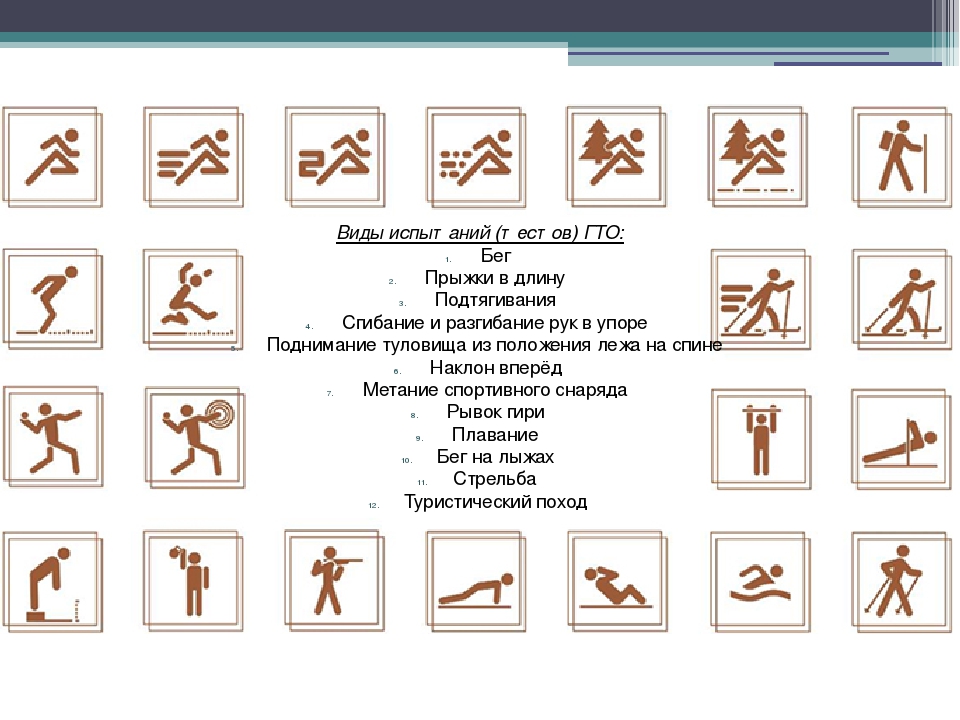 Виды испытаний (тестов) ГТО:
1. Бег
2. Прыжки в длину
3. Подтягивания
4. Сгибание и разгибание рук в упоре
5. Поднимание туловища из положения лежа на спине
6. Наклон вперёд
7. Метание спортивного снаряда
8. Рывок гири
9. Плавание
10. Бег на лыжах
11. Стрельба
12. Туристический поход